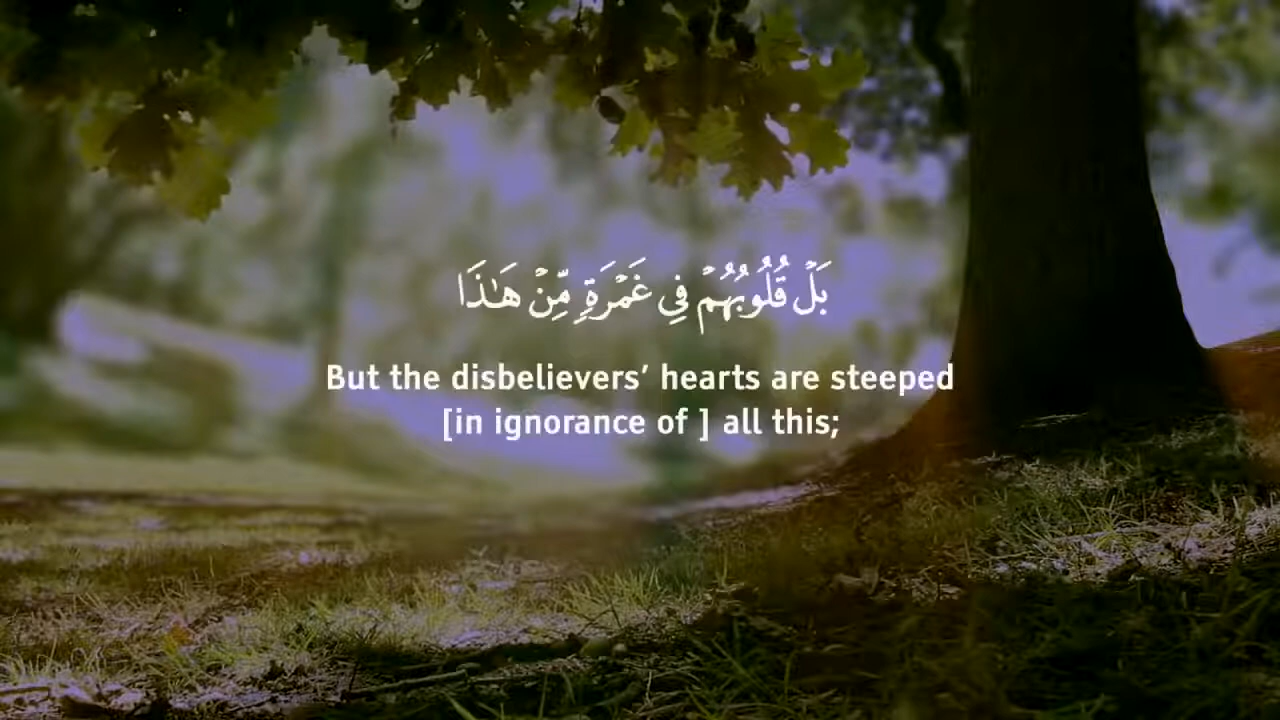 بَلْ قُلُوبُهُمْ فِي غَمْرَةٍ مِّنْ هَـٰذَا
But the disbelievers’ hearts are steeped
[in ignorance of ] all this;